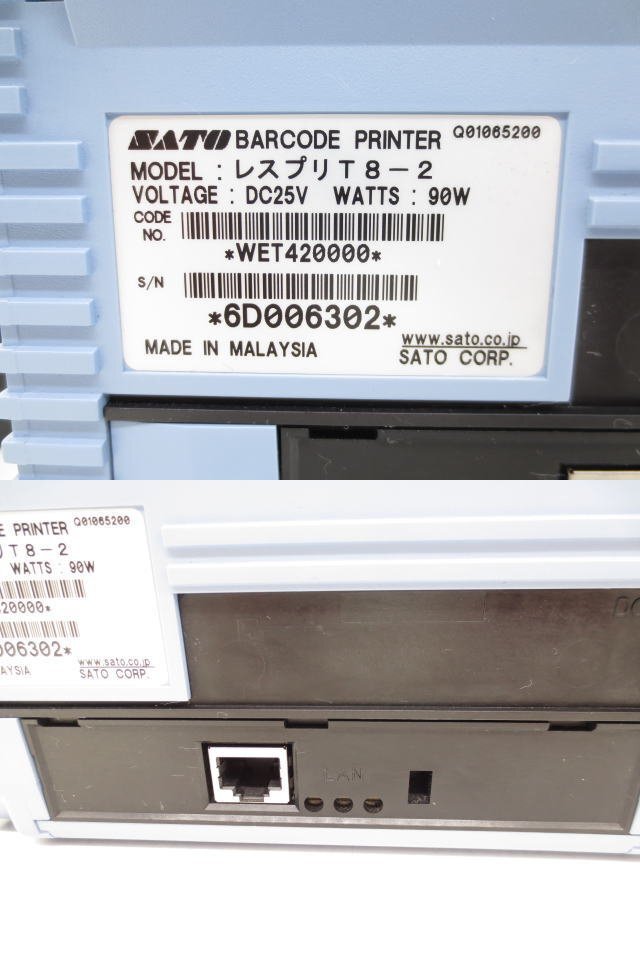 SATO BARCODE PRINTER Q01065200
MODEL : レスプリT8-2
VOLTAGE : DC25V WATTS : 90W
CODE NO.
*WET420000*
S/N
*6D006302*
MADE IN MALAYSIA
www.sato.co.jp
SATO CORP.
PRINTER Q01065200
T8-2
WATTS : 90W
20000*
06302*
AYSIA
www.sato.co.jp
SATO CORP.
LAN